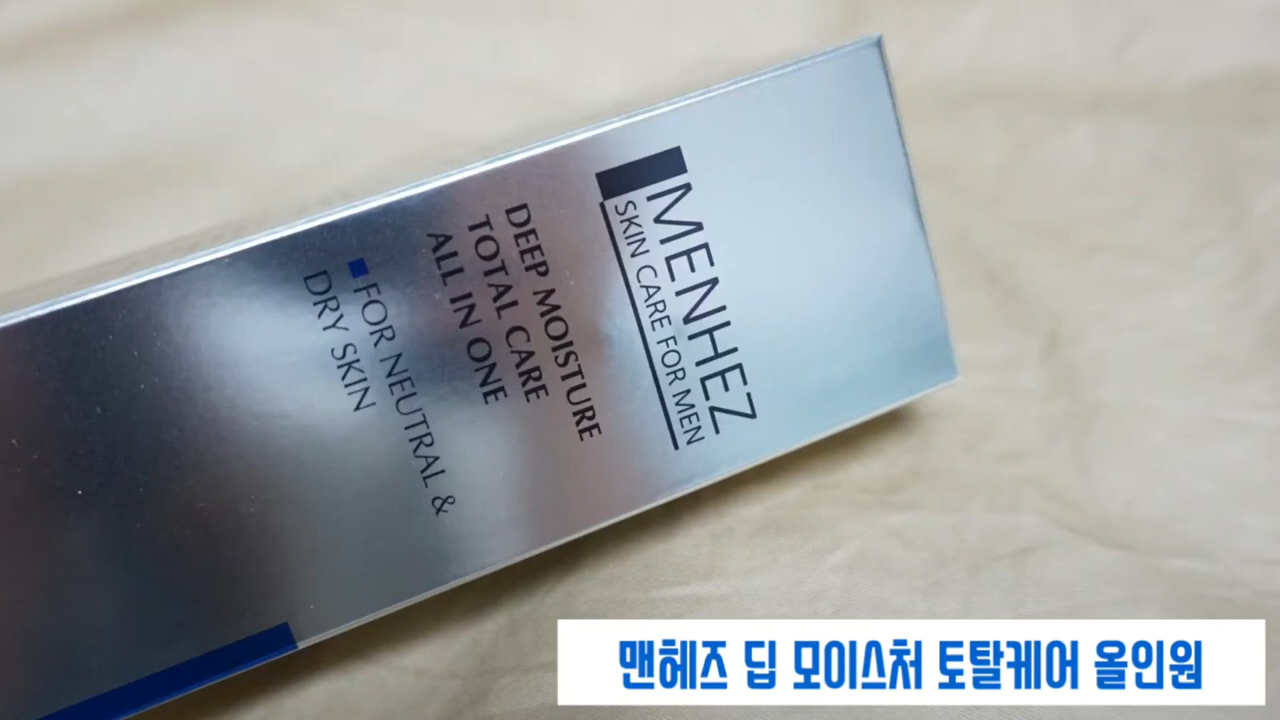 MENHEZ
SKIN CARE FOR MEN
DEEP MOISTURE
TOTAL CARE
ALL IN ONE
FOR NEUTRAL &
DRY SKIN
맨헤즈 딥 모이스처 토탈케어 올인원